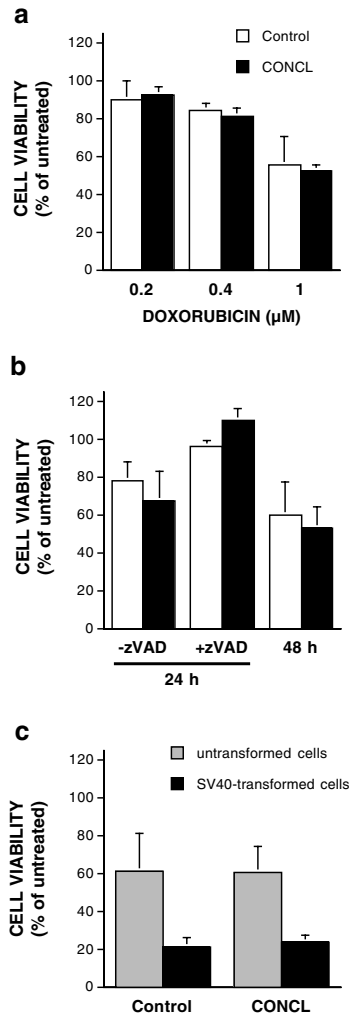 a
Control
CONCL
CELL VIABILITY
(% of untreated)
120
100
80
60
40
20
0
0.2 0.4 1
DOXORUBICIN (µM)
b
CELL VIABILITY
(% of untreated)
120
100
80
60
40
20
0
-zVAD +zVAD 48 h
24 h
c
untransformed cells
SV40-transformed cells
CELL VIABILITY
(% of untreated)
120
100
80
60
40
20
0
Control CONCL